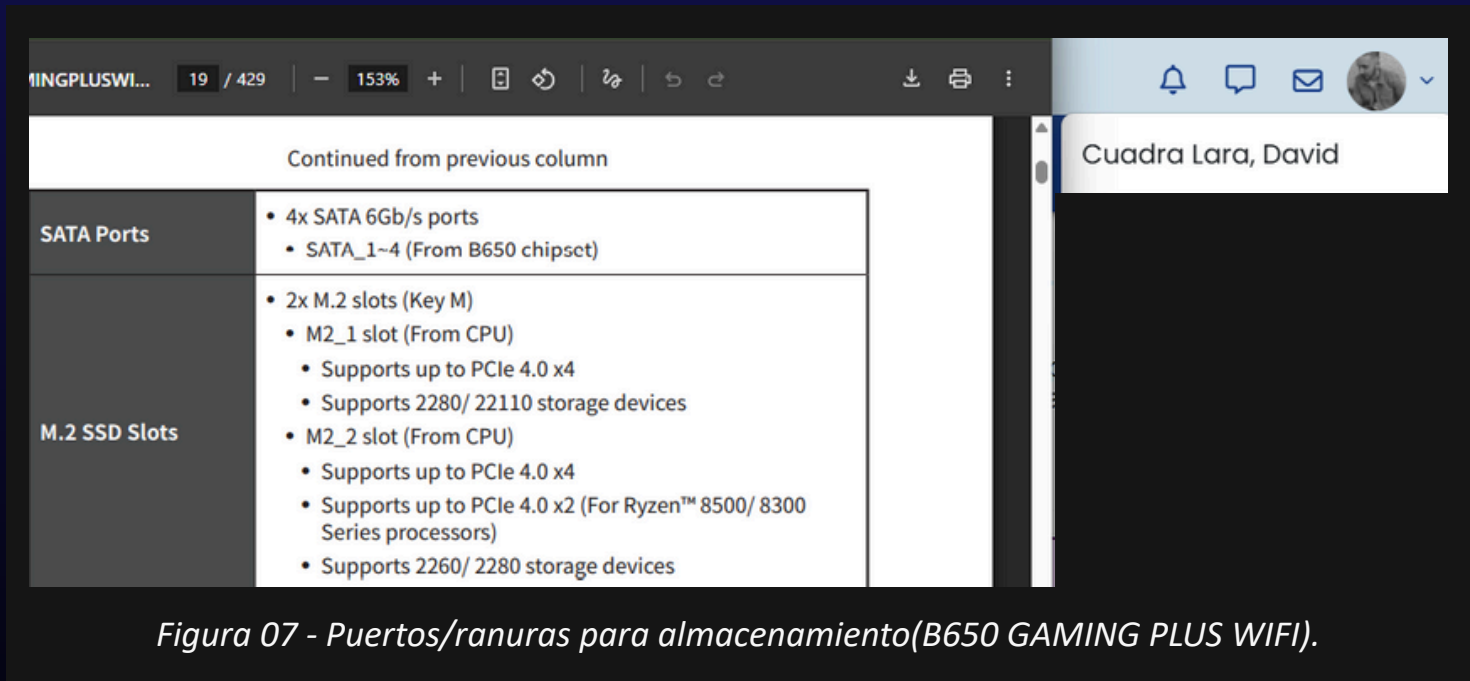 MINGPLUSWI... 19 / 429 153%
Cuadra Lara, David
Continued from previous column
SATA Ports
• 4x SATA 6Gb/s ports
• SATA_1~4 (From B650 chipset)
M.2 SSD Slots
• 2x M.2 slots (Key M)
• M2_1 slot (From CPU)
• Supports up to PCIe 4.0 x4
• Supports 2280/ 22110 storage devices
• M2_2 slot (From CPU)
• Supports up to PCIe 4.0 x4
• Supports up to PCIe 4.0 x2 (For Ryzen™ 8500/ 8300
Series processors)
• Supports 2260/ 2280 storage devices
Figura 07 - Puertos/ranuras para almacenamiento(B650 GAMING PLUS WIFI).